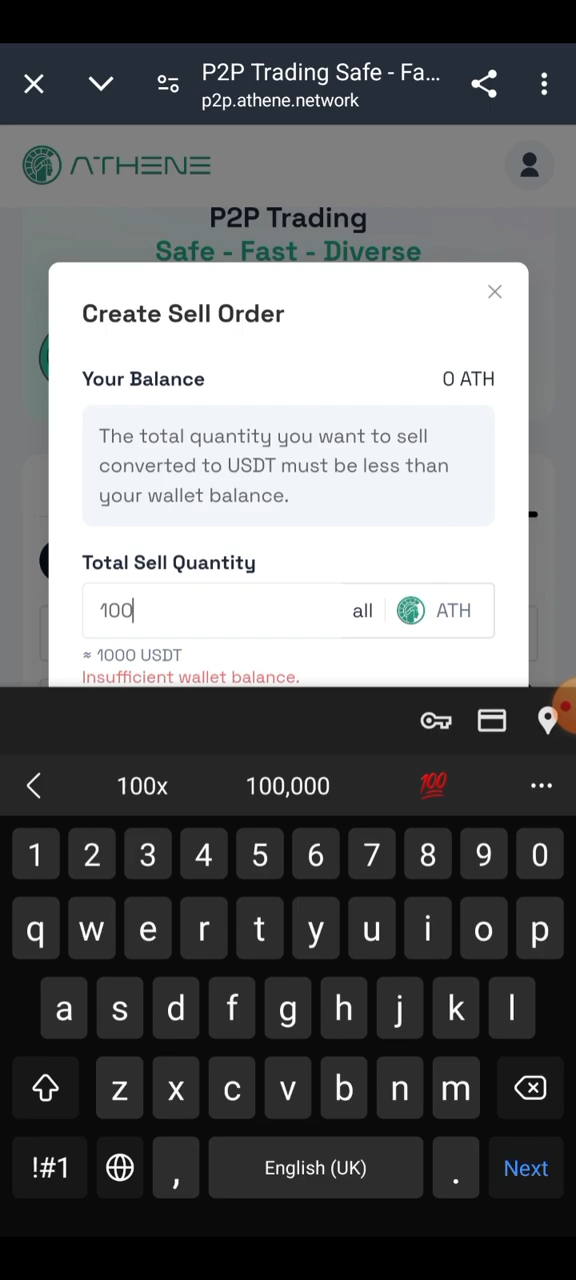 P2P Trading Safe - Fa...
p2p.athene.network
ATHENE
P2P Trading
Safe - Fast - Diverse
Create Sell Order
Your Balance 0 ATH
The total quantity you want to sell
converted to USDT must be less than
your wallet balance.
Total Sell Quantity
100 all ATH
≈ 1000 USDT
Insufficient wallet balance.
100x 100,000 💯 ...
1 2 3 4 5 6 7 8 9 0
q w e r t y u i o p
a s d f g h j k l
z x c v b n m
!#1 , English (UK) . Next